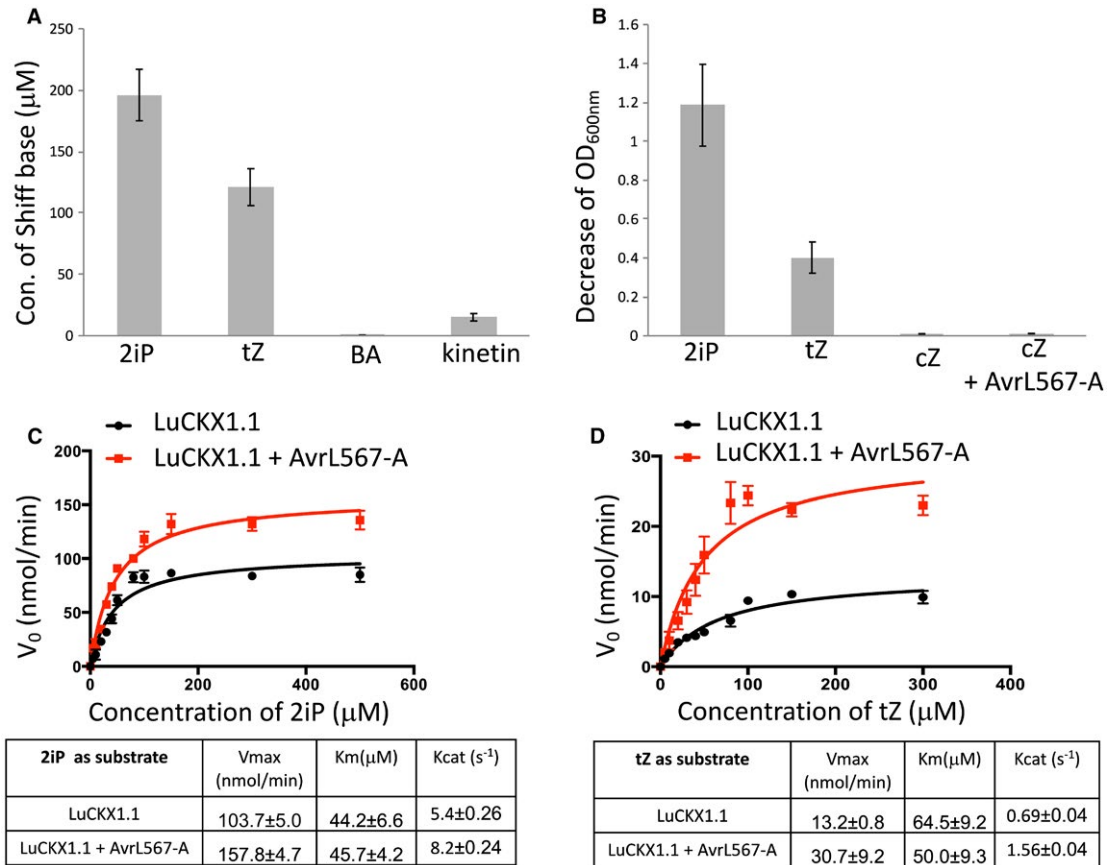 A
Con. of Shiff base (µM)
250
200
150
100
50
0
2iP
tZ
BA
kinetin
B
Decrease of OD600nm
1.6
1.4
1.2
1
0.8
0.6
0.4
0.2
0
2iP
tZ
cZ
cZ
+ AvrL567-A
C
LuCKX1.1
LuCKX1.1 + AvrL567-A
V0 (nmol/min)
200
150
100
50
0
0 200 400 600
Concentration of 2iP (µM)
D
LuCKX1.1
LuCKX1.1 + AvrL567-A
V0 (nmol/min)
30
20
10
0
0 100 200 300 400
Concentration of tZ (µM)
2iP as substrate Vmax (nmol/min) Km(µM) Kcat (s-1)
LuCKX1.1 103.7±5.0 44.2±6.6 5.4±0.26
LuCKX1.1 + AvrL567-A 157.8±4.7 45.7±4.2 8.2±0.24
tZ as substrate Vmax (nmol/min) Km(µM) Kcat (s-1)
LuCKX1.1 13.2±0.8 64.5±9.2 0.69±0.04
LuCKX1.1 + AvrL567-A 30.7±9.2 50.0±9.3 1.56±0.04